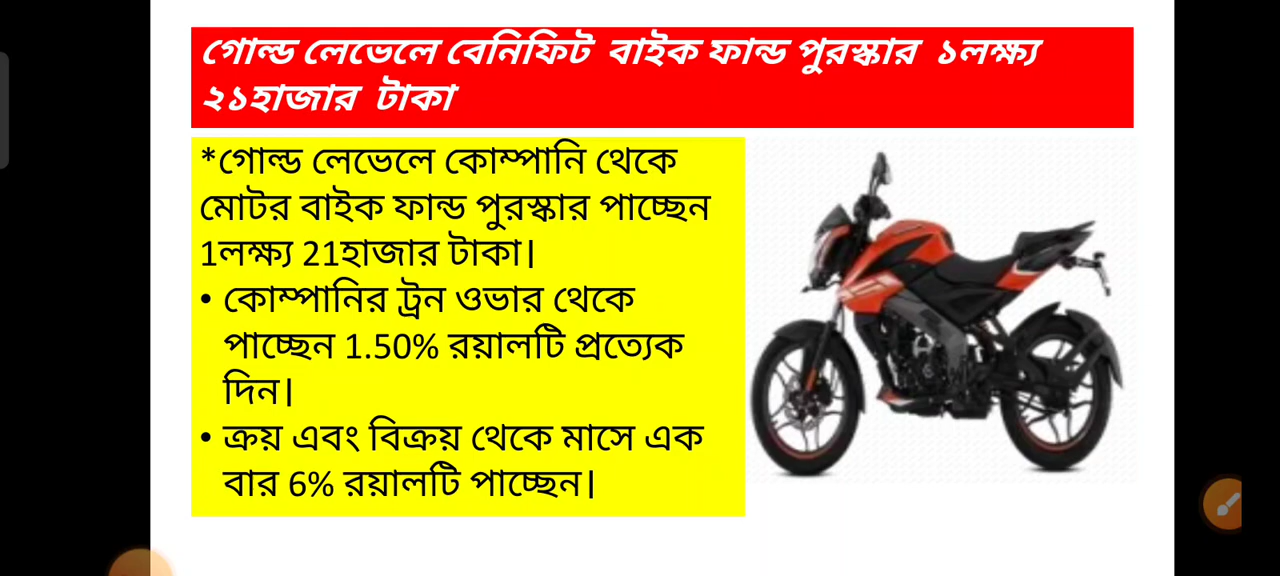 গোল্ড লেভেলে বেনিফিট বাইক ফান্ড পুরস্কার ১লক্ষ্য
২১হাজার টাকা
*গোল্ড লেভেলে কোম্পানি থেকে
মোটর বাইক ফান্ড পুরস্কার পাচ্ছেন
1লক্ষ্য 21হাজার টাকা।
• কোম্পানির ট্রন ওভার থেকে
পাচ্ছেন 1.50% রয়ালটি প্রত্যেক
দিন।
• ক্রয় এবং বিক্রয় থেকে মাসে এক
বার 6% রয়ালটি পাচ্ছেন।